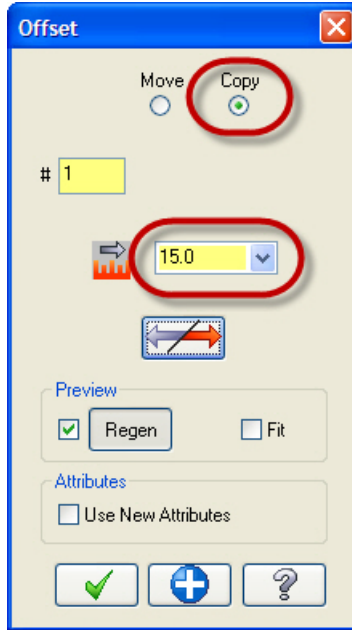 Offset
Move Copy
# 1
15.0
Preview
Regen Fit
Attributes
Use New Attributes